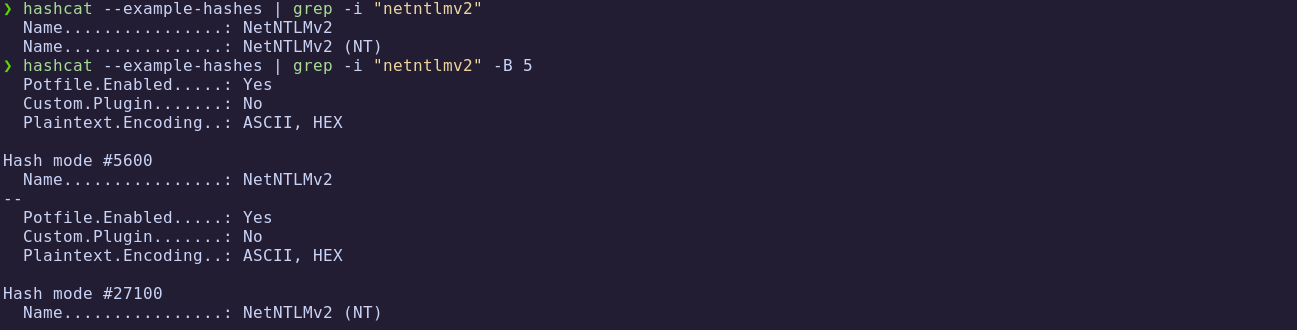 ❯ hashcat --example-hashes | grep -i "netntlmv2"
  Name................: NetNTLMv2
  Name................: NetNTLMv2 (NT)
❯ hashcat --example-hashes | grep -i "netntlmv2" -B 5
  Potfile.Enabled.....: Yes
  Custom.Plugin.......: No
  Plaintext.Encoding..: ASCII, HEX

Hash mode #5600
  Name................: NetNTLMv2
--
  Potfile.Enabled.....: Yes
  Custom.Plugin.......: No
  Plaintext.Encoding..: ASCII, HEX

Hash mode #27100
  Name................: NetNTLMv2 (NT)